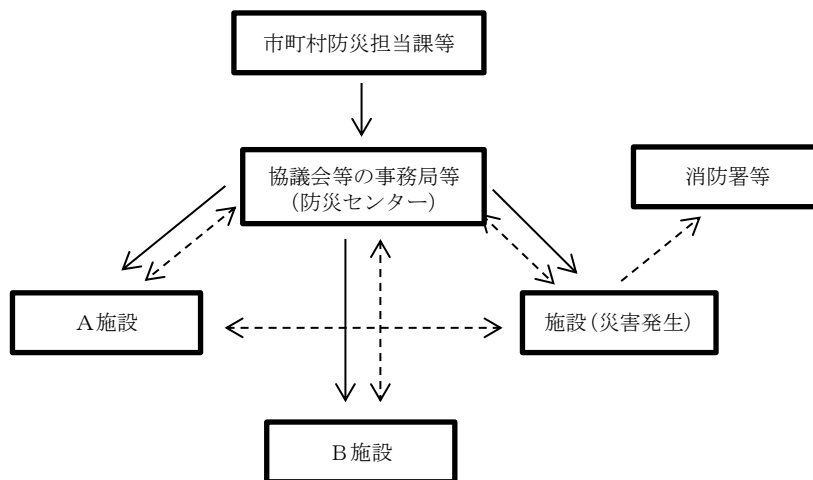 市町村防災担当課等
協議会等の事務局等
(防災センター)
消防署等
A施設
施設(災害発生)
B施設